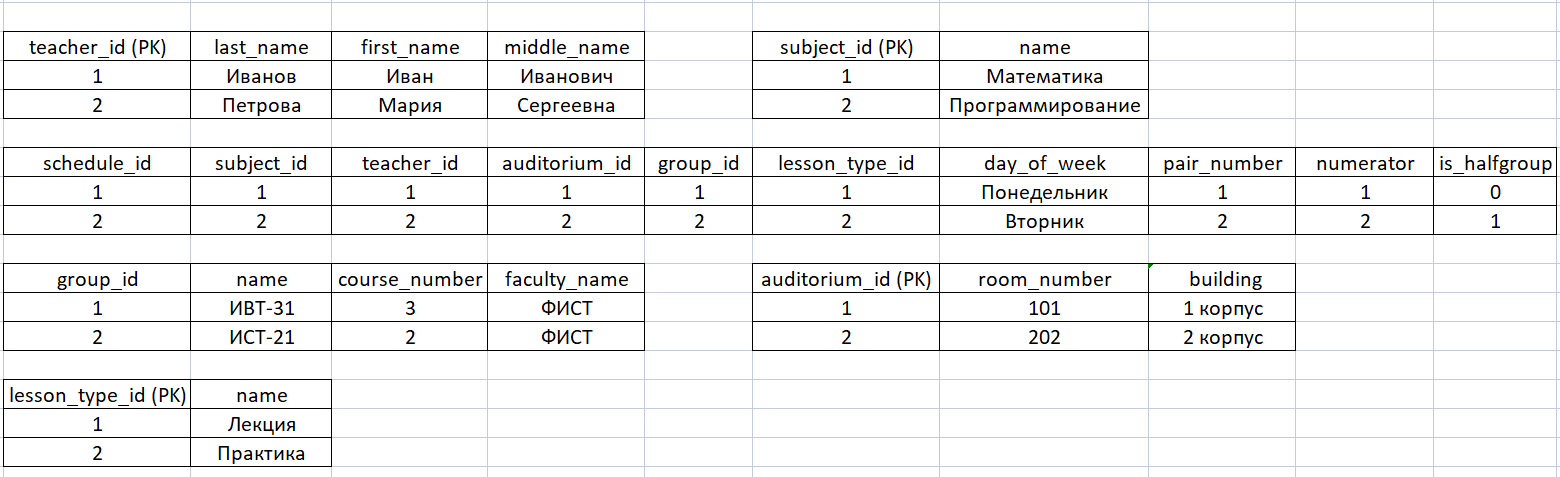 teacher_id (PK) last_name first_name middle_name subject_id (PK) name
1 Иванов Иван Иванович 1 Математика
2 Петрова Мария Сергеевна 2 Программирование
schedule_id subject_id teacher_id auditorium_id group_id lesson_type_id day_of_week pair_number numerator is_halfgroup
1 1 1 1 1 1 Понедельник 1 1 0
2 2 2 2 2 2 Вторник 2 2 1
group_id name course_number faculty_name auditorium_id (PK) room_number building
1 ИВТ-31 3 ФИСТ 1 101 1 корпус
2 ИСТ-21 2 ФИСТ 2 202 2 корпус
lesson_type_id (PK) name
1 Лекция
2 Практика